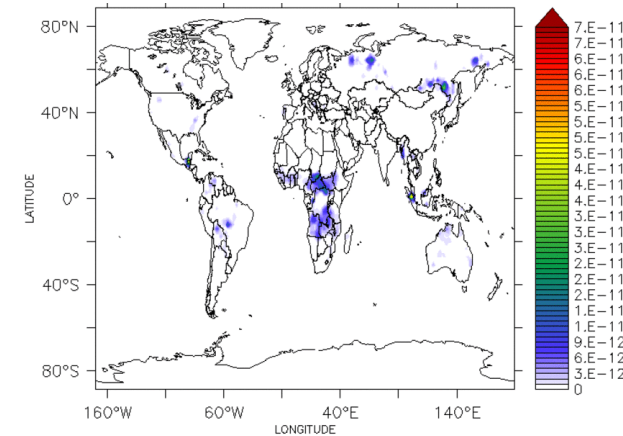 80°N
40°N
0°
40°S
80°S
LATITUDE
160°W
60°W
40°E
140°E
LONGITUDE
7.E-11
7.E-11
6.E-11
6.E-11
6.E-11
5.E-11
5.E-11
5.E-11
5.E-11
4.E-11
4.E-11
4.E-11
3.E-11
3.E-11
3.E-11
2.E-11
2.E-11
2.E-11
2.E-11
1.E-11
1.E-11
9.E-12
6.E-12
3.E-12
0